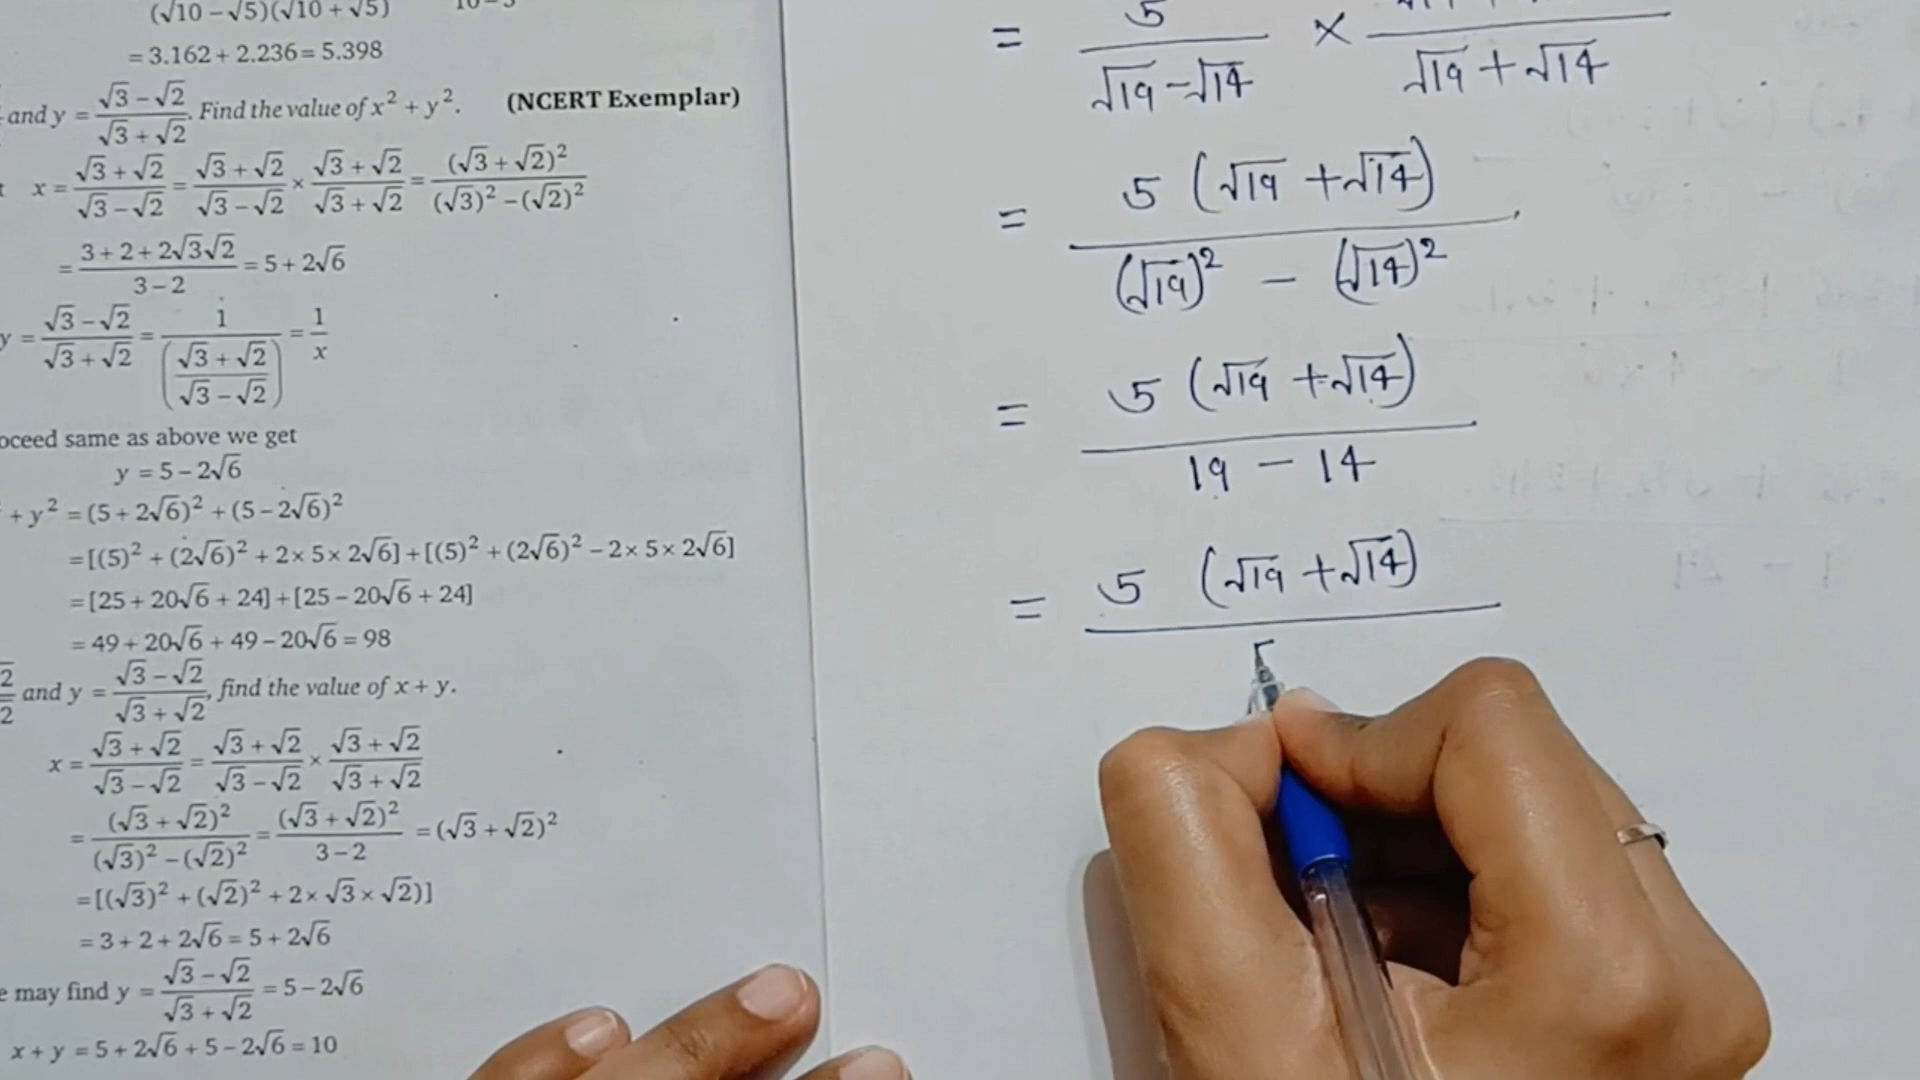 (√10 − √5)(√10 + √5)
= 3.162 + 2.236 = 5.398
and y = (√3 − √2)/(√3 + √2). Find the value of x² + y². (NCERT Exemplar)
x = (√3 + √2)/(√3 − √2) = (√3 + √2)/(√3 − √2) × (√3 + √2)/(√3 + √2) = (√3 + √2)²/((√3)² − (√2)²)
= (3 + 2 + 2√3√2)/(3 − 2) = 5 + 2√6
y = (√3 − √2)/(√3 + √2) = 1/((√3 + √2)/(√3 − √2)) = 1/x
same as above we get
y = 5 − 2√6
+ y² = (5 + 2√6)² + (5 − 2√6)²
= [(5)² + (2√6)² + 2 × 5 × 2√6] + [(5)² + (2√6)² − 2 × 5 × 2√6]
= [25 + 20√6 + 24] + [25 − 20√6 + 24]
= 49 + 20√6 + 49 − 20√6 = 98
and y = (√3 − √2)/(√3 + √2), find the value of x + y.
x = (√3 + √2)/(√3 − √2) = (√3 + √2)/(√3 − √2) × (√3 + √2)/(√3 + √2)
= (√3 + √2)²/((√3)² − (√2)²) = (√3 + √2)²/(3 − 2) = (√3 + √2)²
= [(√3)² + (√2)² + 2 × √3 × √2)]
= 3 + 2 + 2√6 = 5 + 2√6
may find y = (√3 − √2)/(√3 + √2) = 5 − 2√6
x + y = 5 + 2√6 + 5 − 2√6 = 10
= 5/(√19 − √14) × /(√19 + √14)
= 5 (√19 + √14)/((√19)² − (√14)²)
= 5 (√19 + √14)/(19 − 14)
= 5 (√19 + √14)